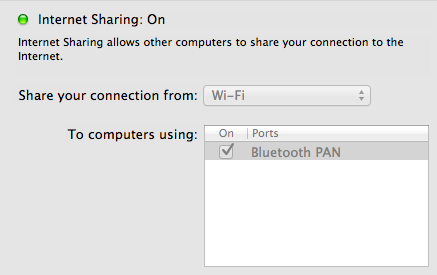 Internet Sharing: On
Internet Sharing allows other computers to share your connection to the
Internet.
Share your connection from: Wi-Fi
To computers using: On Ports
Bluetooth PAN